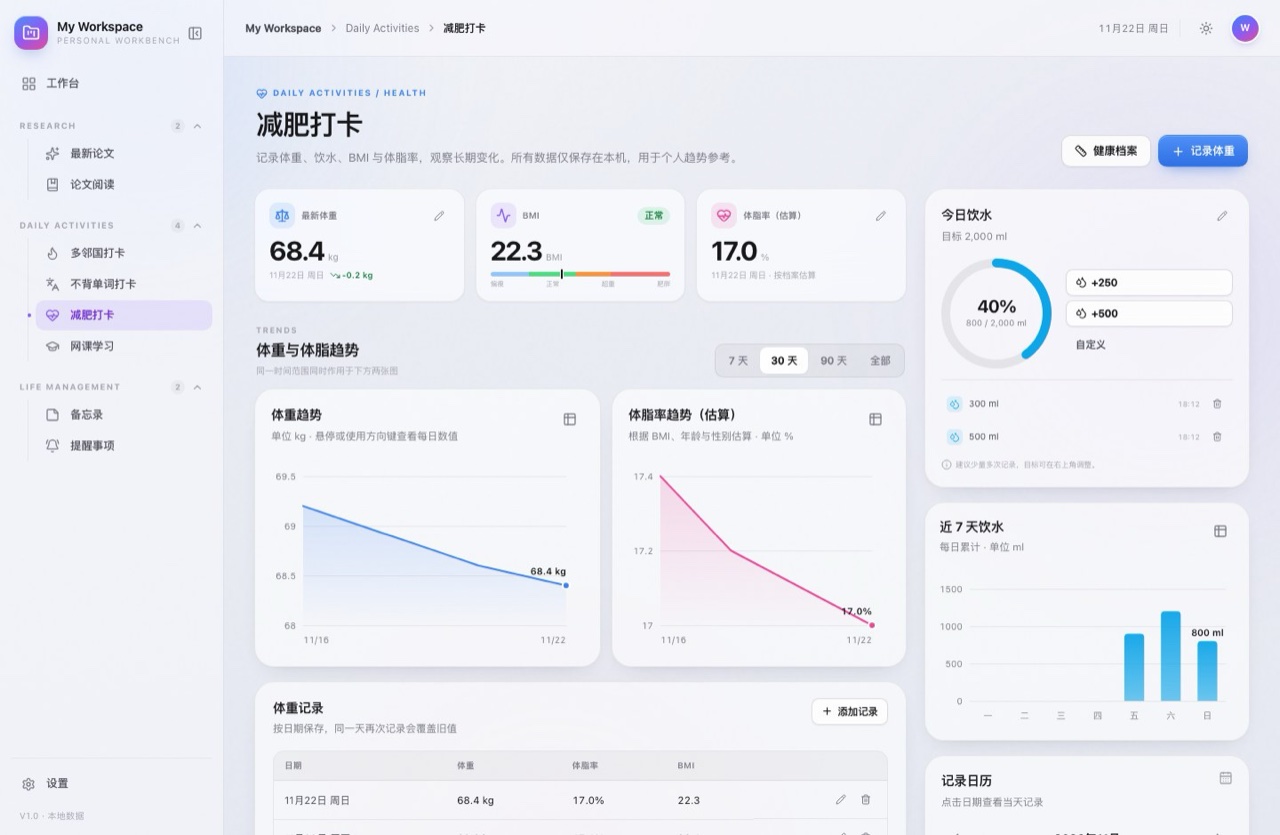 My Workspace
PERSONAL WORKBENCH
工作台
RESEARCH 2
最新论文
论文阅读
DAILY ACTIVITIES 4
多邻国打卡
不背单词打卡
减肥打卡
网课学习
LIFE MANAGEMENT 2
备忘录
提醒事项
设置
V1.0 · 本地数据
My Workspace > Daily Activities > 减肥打卡
11月22日 周日
W
DAILY ACTIVITIES / HEALTH
减肥打卡
记录体重、饮水、BMI 与体脂率，观察长期变化。所有数据仅保存在本机，用于个人趋势参考。
健康档案
+ 记录体重
最新体重
68.4 kg
11月22日 周日 -0.2 kg
BMI 正常
22.3 BMI
偏瘦 正常 超重 肥胖
体脂率（估算）
17.0 %
11月22日 周日 · 按档案估算
TRENDS
体重与体脂趋势
同一时间范围同时作用于下方两张图
7 天 30 天 90 天 全部
体重趋势
单位 kg · 悬停或使用方向键查看每日数值
69.5
69
68.5
68
68.4 kg
11/16 11/22
体脂率趋势（估算）
根据 BMI、年龄与性别估算 · 单位 %
17.4
17.2
17
17.0%
11/16 11/22
体重记录
按日期保存，同一天再次记录会覆盖旧值
+ 添加记录
日期 体重 体脂率 BMI
11月22日 周日 68.4 kg 17.0% 22.3
今日饮水
目标 2,000 ml
40%
800 / 2,000 ml
+250
+500
自定义
300 ml 18:12
500 ml 18:12
建议少量多次记录，目标可在右上角调整。
近 7 天饮水
每日累计 · 单位 ml
1500
1000
500
0
800 ml
一 二 三 四 五 六 日
记录日历
点击日期查看当天记录